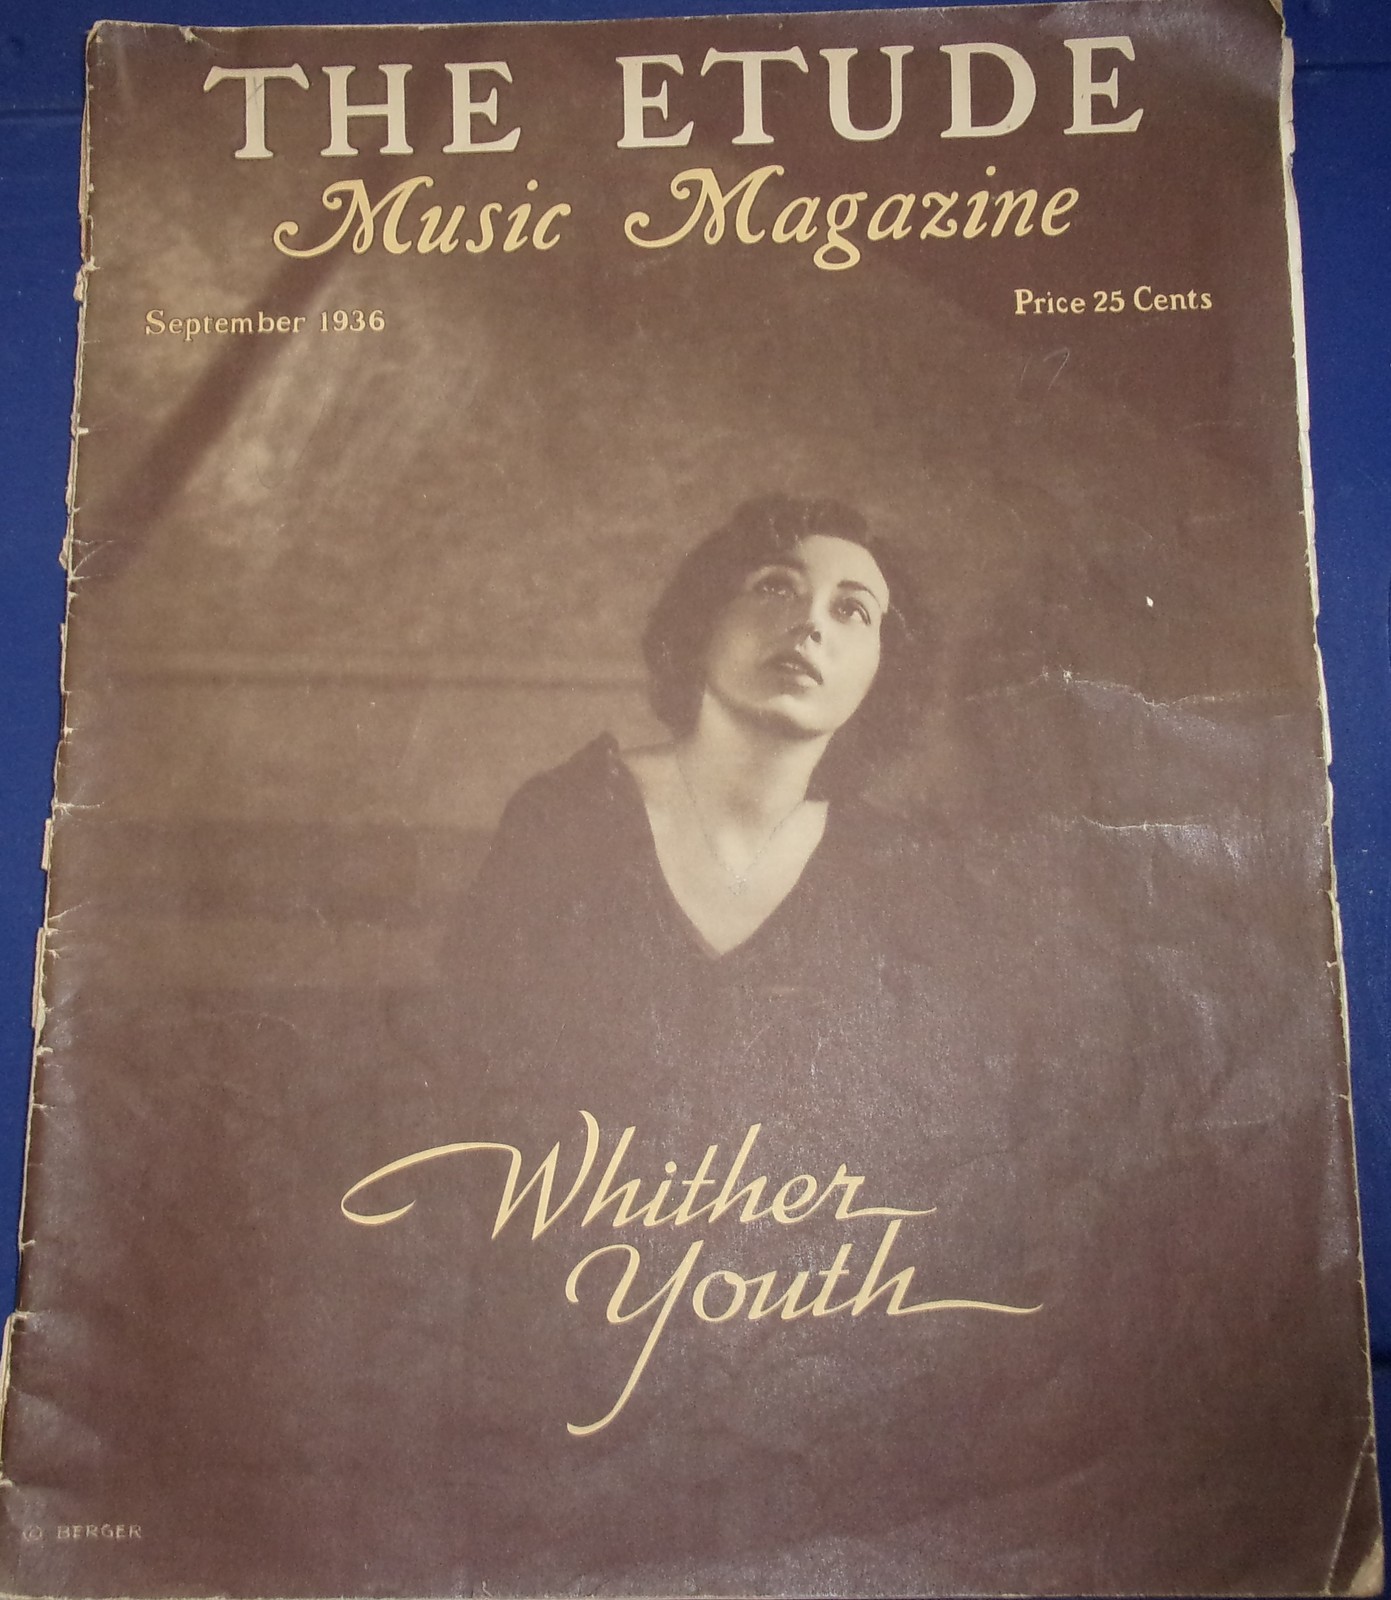 THE ETUDE
Music Magazine
September 1936
Price 25 Cents
Whither
Youth
© BERGER